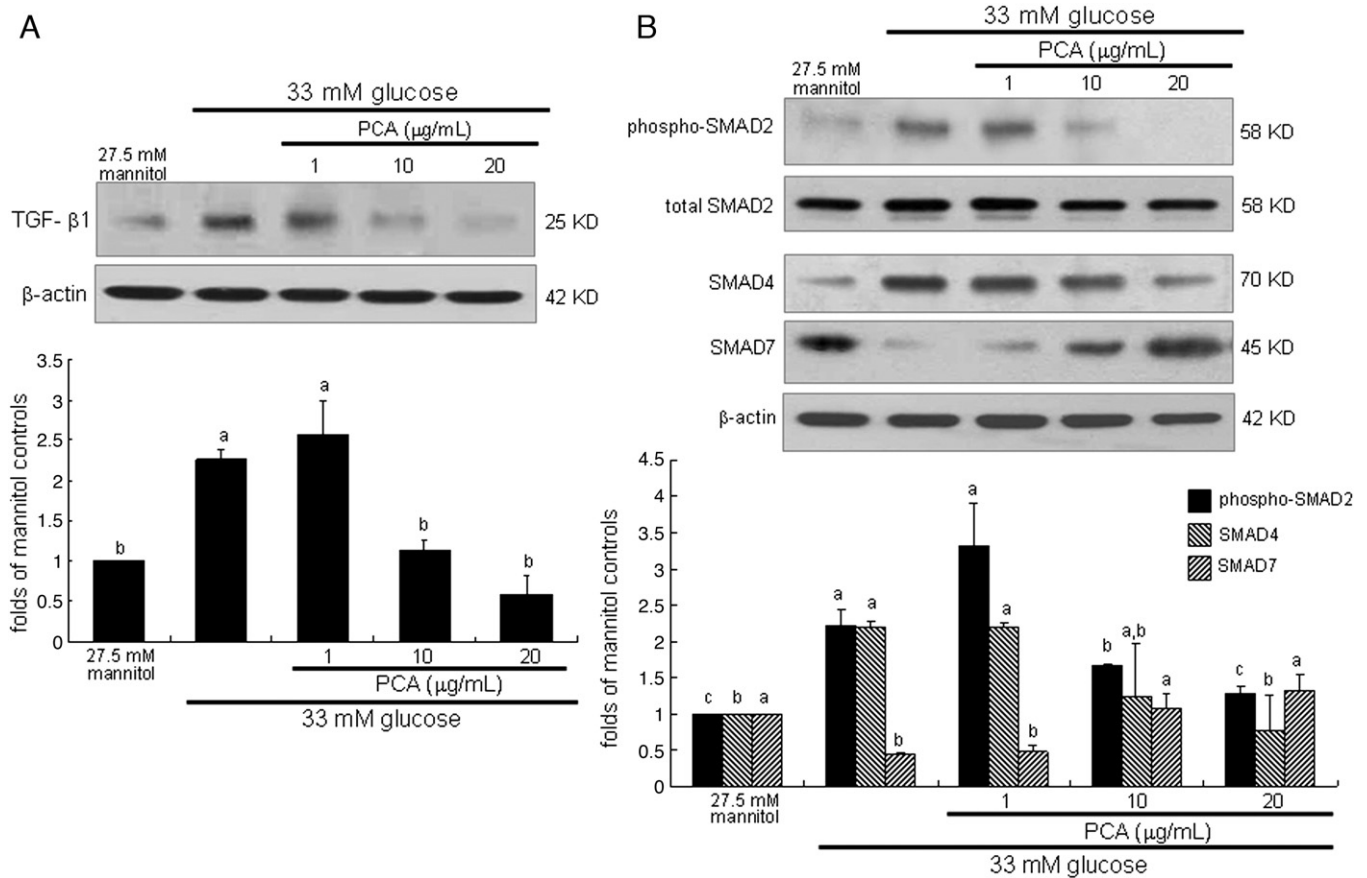 A
33 mM glucose
PCA (μg/mL)
27.5 mM
mannitol
1 10 20
TGF- β1
25 KD
β-actin
42 KD
folds of mannitol controls
3.5
3
2.5
2
1.5
1
0.5
0
b
a
a
b
b
27.5 mM
mannitol
1 10 20
PCA (μg/mL)
33 mM glucose
B
33 mM glucose
PCA (μg/mL)
27.5 mM
mannitol
1 10 20
phospho-SMAD2
58 KD
total SMAD2
58 KD
SMAD4
70 KD
SMAD7
45 KD
β-actin
42 KD
folds of mannitol controls
4.5
4
3.5
3
2.5
2
1.5
1
0.5
0
phospho-SMAD2
SMAD4
SMAD7
c b a
a a b
a a b
b a,b a
c b a
27.5 mM
mannitol
1 10 20
PCA (μg/mL)
33 mM glucose